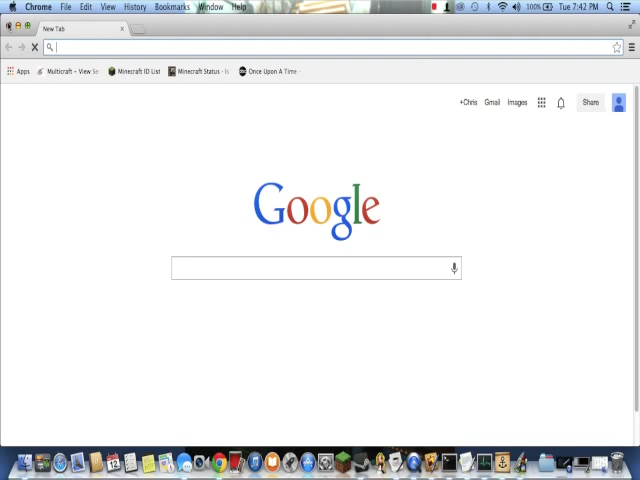 Chrome File Edit View History Bookmarks Window Help 100% Tue 7:42 PM
New Tab
Apps Multicraft – View Se Minecraft ID List Minecraft Status - Is Once Upon A Time -
+Chris Gmail Images Share
Google
12